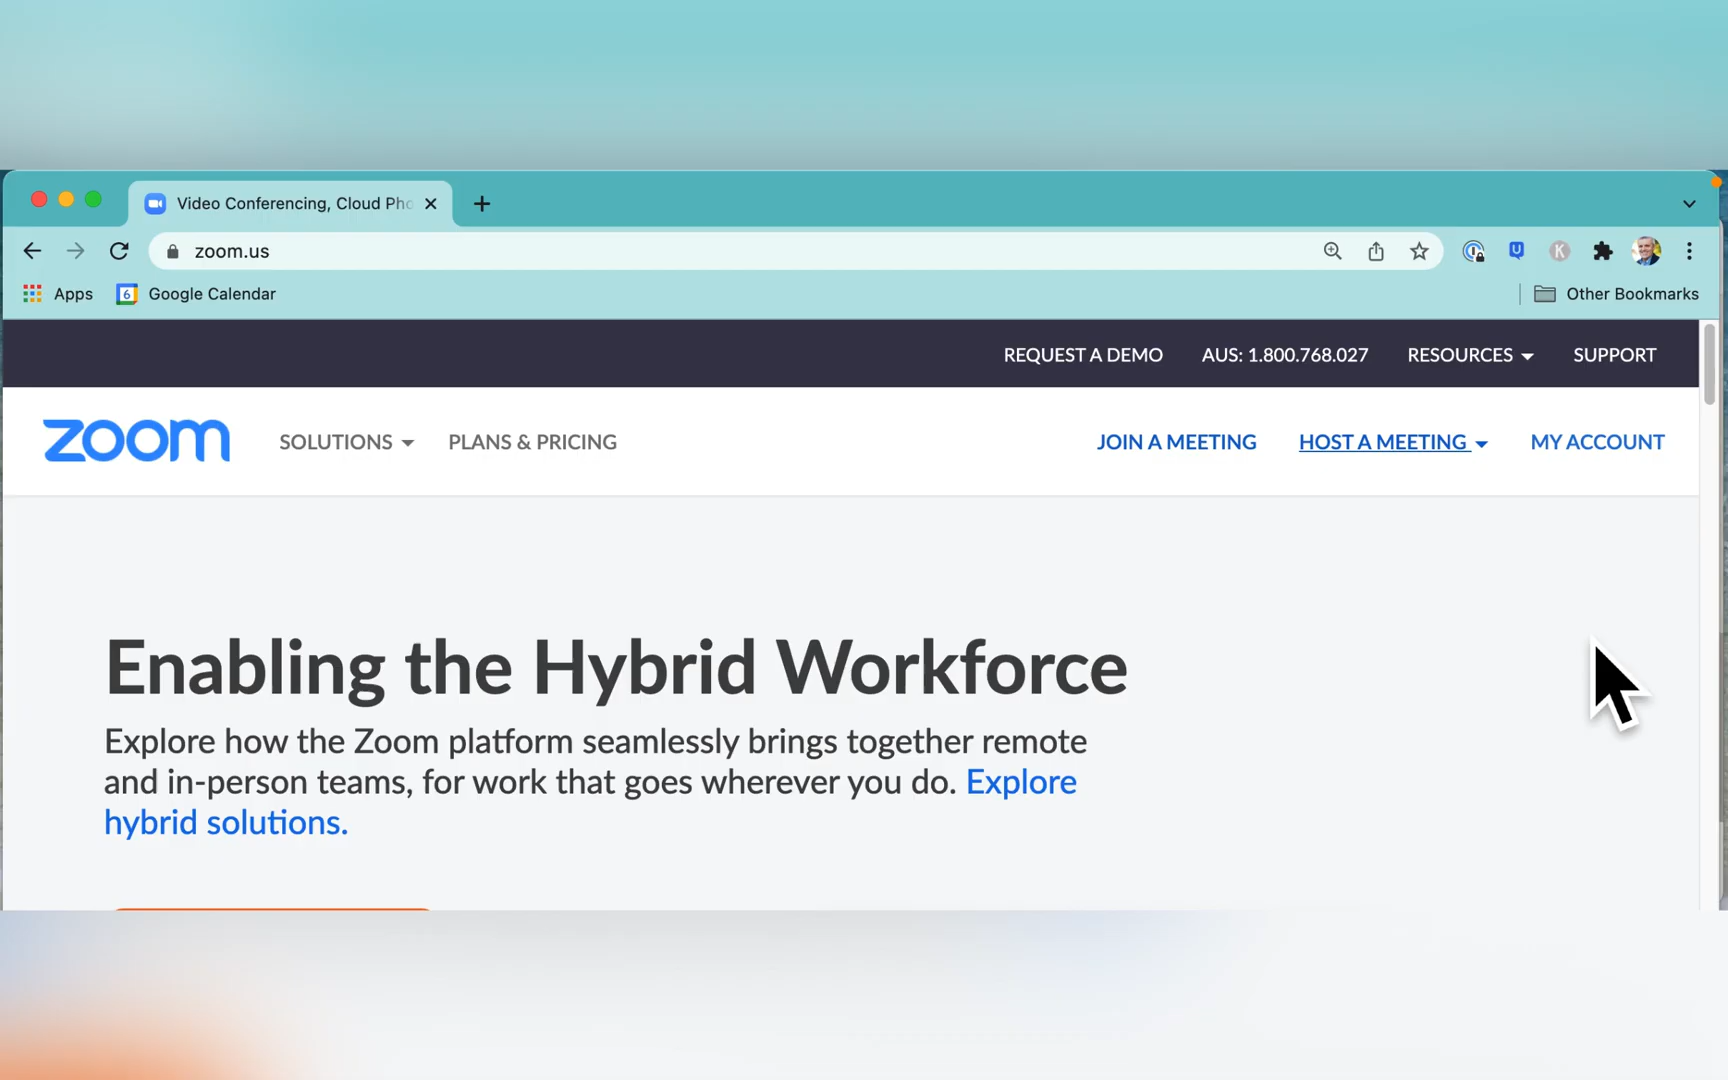 Video Conferencing, Cloud Pho
zoom.us
K
Apps
6
Google Calendar
Other Bookmarks
REQUEST A DEMO
AUS: 1.800.768.027
RESOURCES
SUPPORT
zoom
SOLUTIONS
PLANS & PRICING
JOIN A MEETING
HOST A MEETING
MY ACCOUNT
Enabling the Hybrid Workforce
Explore how the Zoom platform seamlessly brings together remote
and in-person teams, for work that goes wherever you do. Explore
hybrid solutions.